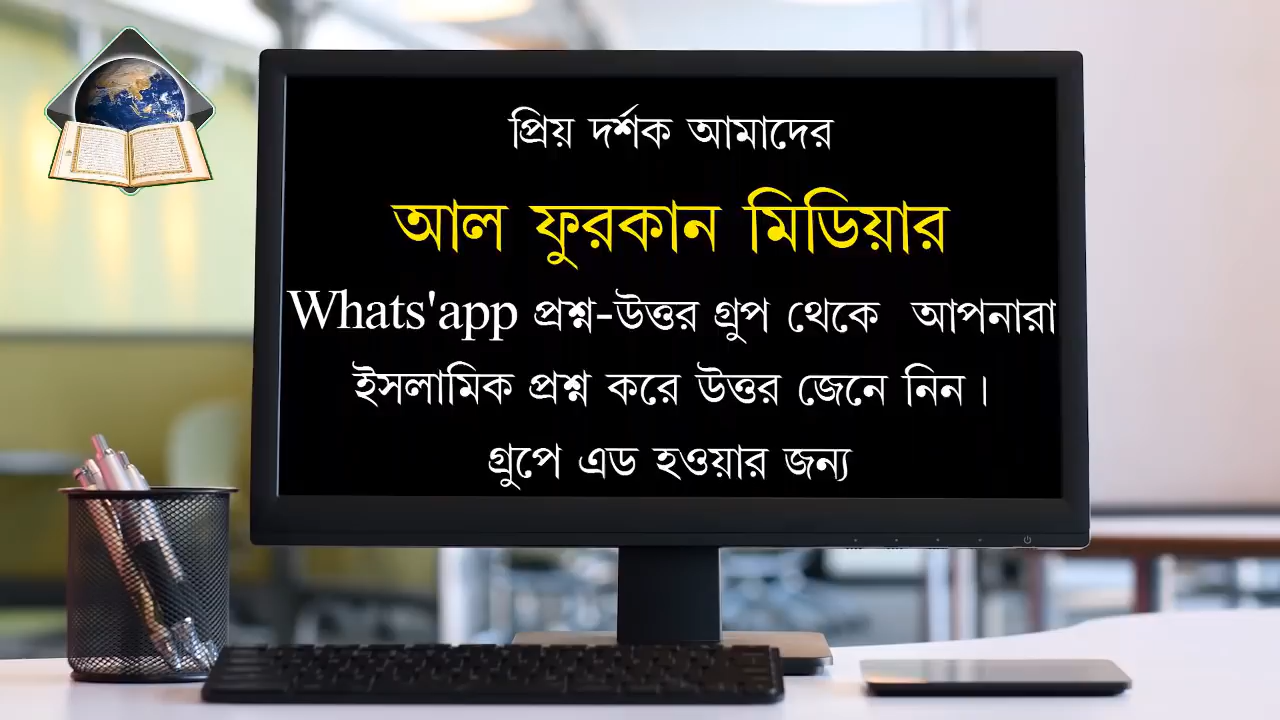 প্রিয় দর্শক আমাদের
আল ফুরকান মিডিয়ার
Whats'app প্রশ্ন-উত্তর গ্রুপ থেকে আপনারা
ইসলামিক প্রশ্ন করে উত্তর জেনে নিন।
গ্রুপে এড হওয়ার জন্য